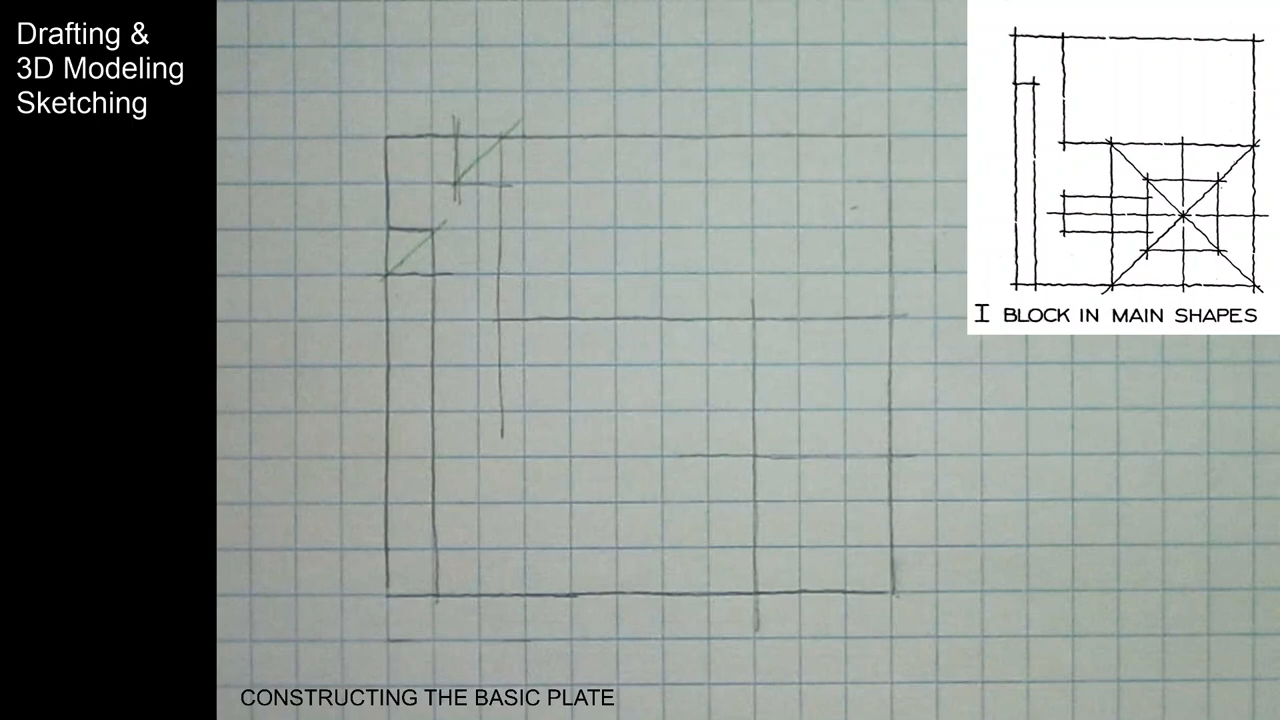 Drafting &
3D Modeling
Sketching
I BLOCK IN MAIN SHAPES
CONSTRUCTING THE BASIC PLATE